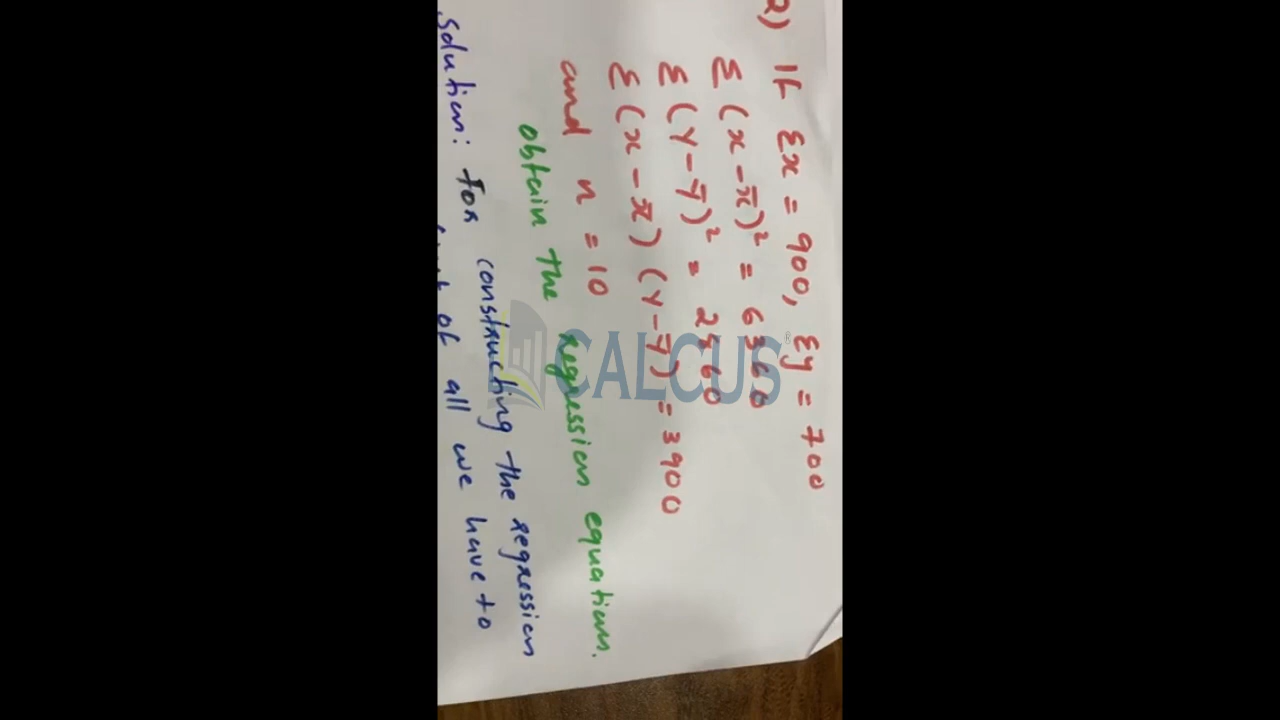 2) If Σx = 900, Σy = 700
Σ (x - x̄)² = 6360
Σ (y - ȳ)² = 2860
Σ (x - x̄) (y - ȳ) = 3900
and n = 10
obtain the regression equations.
solution: For constructing the regression
of all we have to
CALCUS